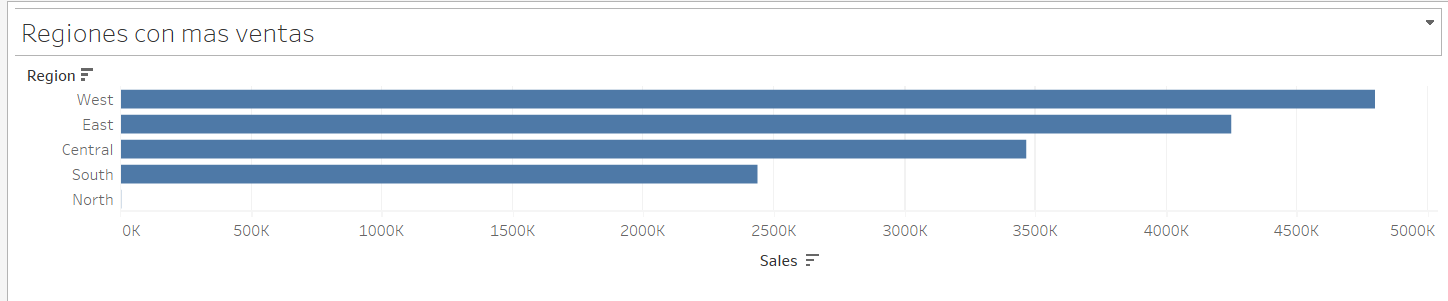 Regiones con mas ventas
Region
West
East
Central
South
North
0K 500K 1000K 1500K 2000K 2500K 3000K 3500K 4000K 4500K 5000K
Sales